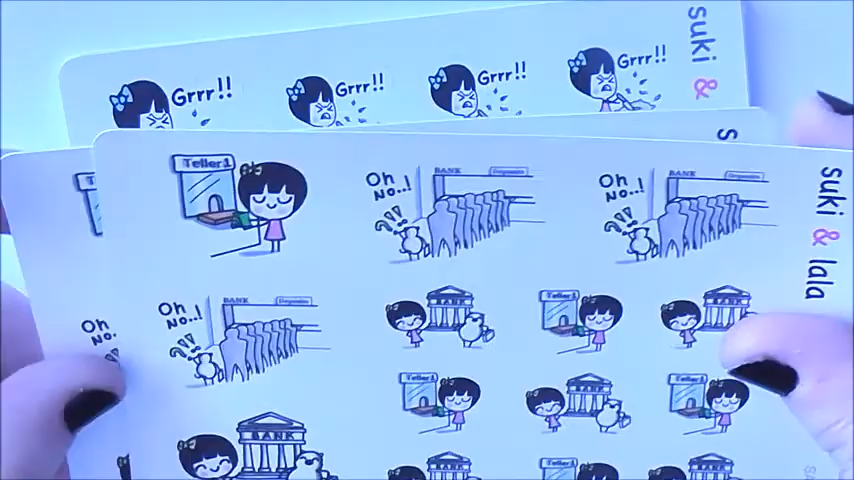 suki &
Grrr!!
Grrr!!
Grrr!!
Grrr!!
s
suki & lala
Teller 1
Oh
No..!
BANK
Deposits
Oh
No..!
BANK
Deposits
Oh
No..!
BANK
Deposits
Oh
No.
BANK
Teller 1
BANK
Teller 1
BANK
Teller 1
BANK
BANK
BANK
Teller 1